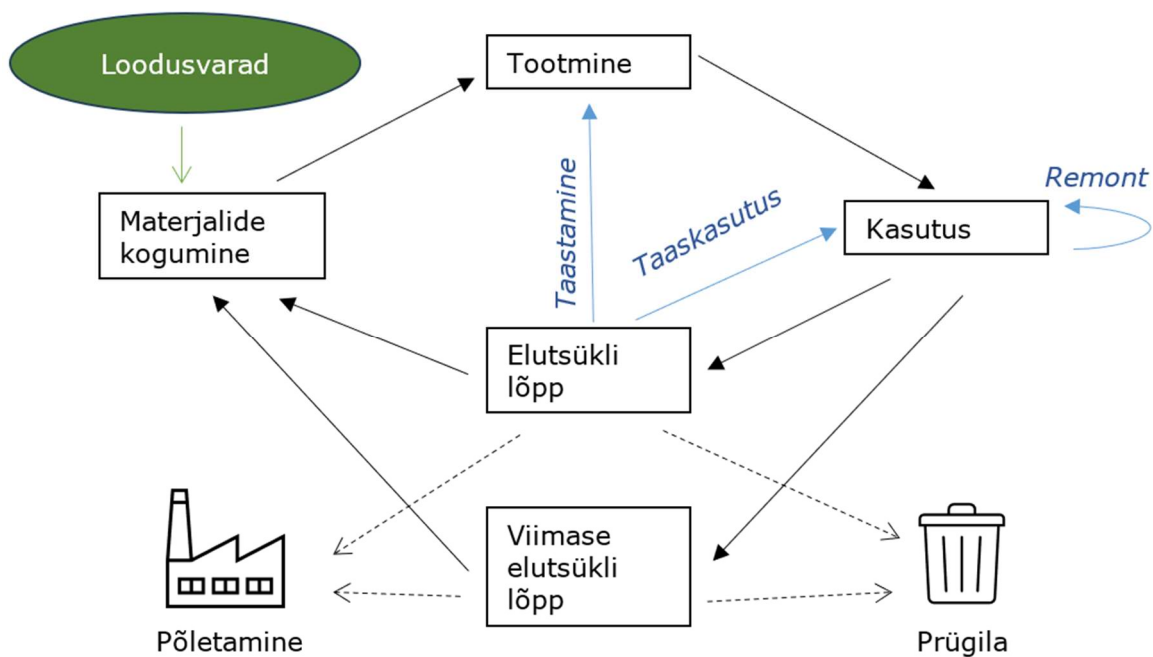 Loodusvarad
Tootmine
Remont
Materjalide
kogumine
Taastamine
Taaskasutus
Kasutus
Elutsükli
lõpp
Viimase
elutsükli
lõpp
Põletamine
Prügila